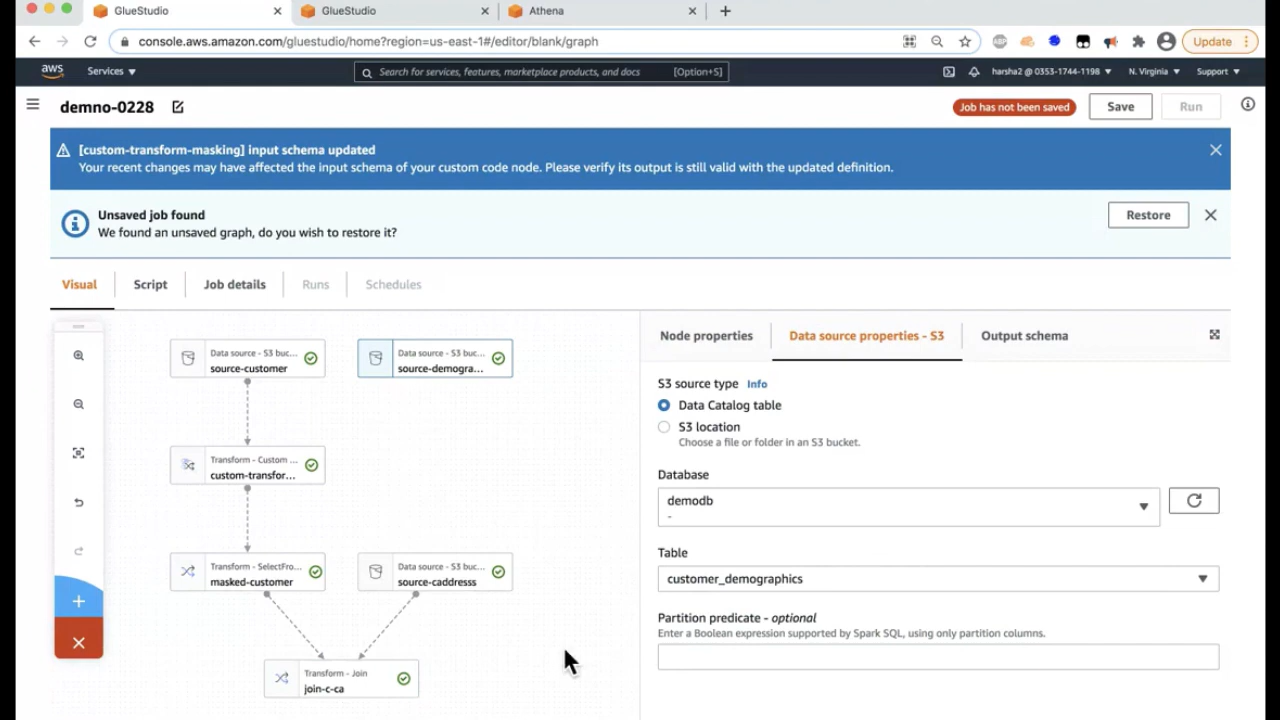 GlueStudio
GlueStudio
Athena
console.aws.amazon.com/gluestudio/home?region=us-east-1#/editor/blank/graph
ABP
Update
aws
Services
Search for services, features, marketplace products, and docs
[Option+S]
harsha2 @ 0353-1744-1198
N. Virginia
Support
demno-0228
Job has not been saved
Save
Run
[custom-transform-masking] input schema updated
Your recent changes may have affected the input schema of your custom code node. Please verify its output is still valid with the updated definition.
Unsaved job found
We found an unsaved graph, do you wish to restore it?
Restore
Visual
Script
Job details
Runs
Schedules
Data source - S3 buc...
source-customer
Data source - S3 buc...
source-demogra...
Transform - Custom ...
custom-transfor...
Transform - SelectFro...
masked-customer
Data source - S3 buc...
source-caddresss
Transform - Join
join-c-ca
Node properties
Data source properties - S3
Output schema
S3 source type
Info
Data Catalog table
S3 location
Choose a file or folder in an S3 bucket.
Database
demodb
-
Table
customer_demographics
Partition predicate - optional
Enter a Boolean expression supported by Spark SQL, using only partition columns.